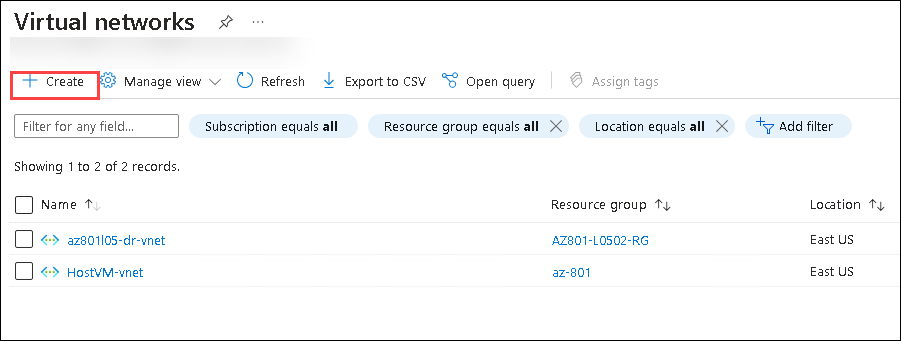 Virtual networks ...
+ Create Manage view Refresh Export to CSV Open query Assign tags
Filter for any field... Subscription equals all Resource group equals all Location equals all Add filter
Showing 1 to 2 of 2 records.
Name Resource group Location
az801l05-dr-vnet AZ801-L0502-RG East US
HostVM-vnet az-801 East US